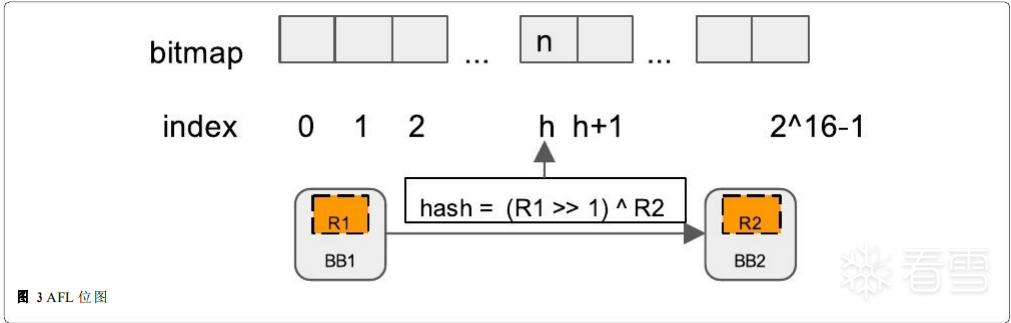 bitmap ... n ...
index 0 1 2 h h+1 2^16-1
hash = (R1 >> 1) ^ R2
R1 R2
BB1 BB2
看雪
图 3 AFL 位图